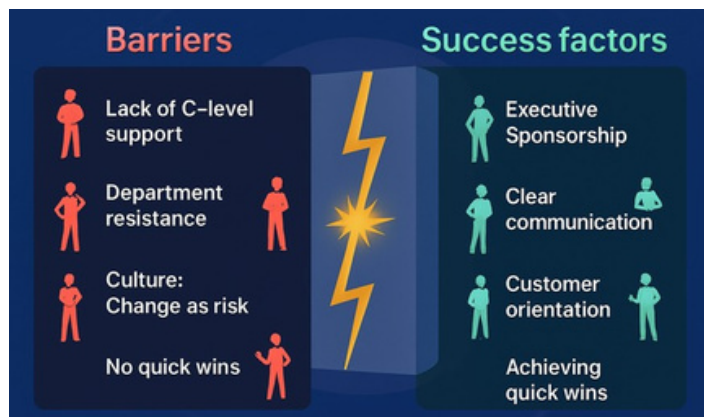 Barriers
Lack of C-level
support
Department
resistance
Culture:
Change as risk
No quick wins
Success factors
Executive
Sponsorship
Clear
communication
Customer
orientation
Achieving
quick wins